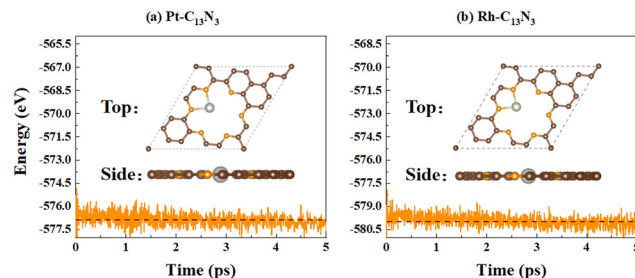 (a) Pt-C₁₃N₃
-565.5
-567.0
-568.5
-570.0
-571.5
-573.0
-574.5
-576.0
-577.5
Energy (eV)
Top:
Side:
0 1 2 3 4 5
Time (ps)
(b) Rh-C₁₃N₃
-568.5
-570.0
-571.5
-573.0
-574.5
-576.0
-577.5
-579.0
-580.5
Top:
Side:
0 1 2 3 4 5
Time (ps)